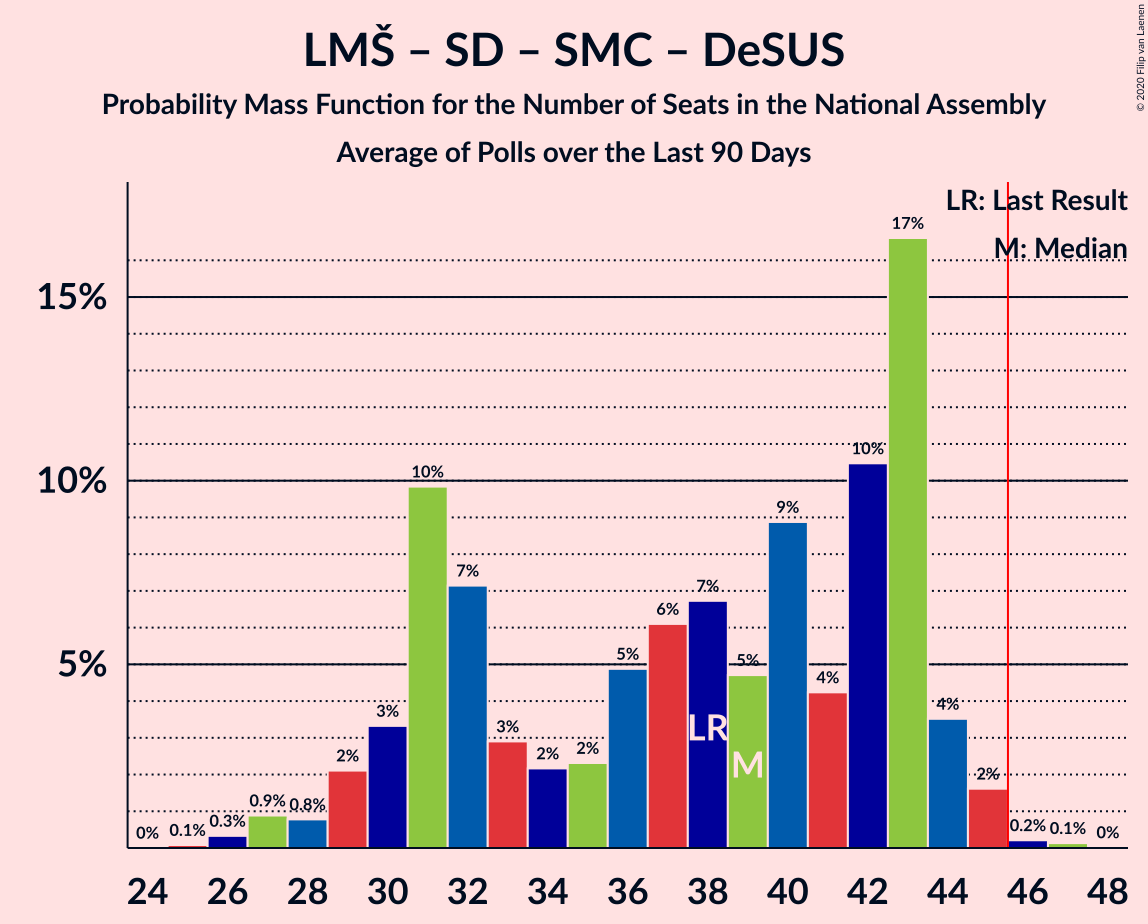 LMŠ – SD – SMC – DeSUS
Probability Mass Function for the Number of Seats in the National Assembly
Average of Polls over the Last 90 Days
© 2020 Filip van Laenen
LR: Last Result
M: Median
15%
10%
5%
0% 0.1% 0.3% 0.9% 0.8% 2% 3% 10% 7% 3% 2% 2% 5% 6% 7% 5% 9% 4% 10% 17% 4% 2% 0.2% 0.1% 0%
LR
M
24 26 28 30 32 34 36 38 40 42 44 46 48